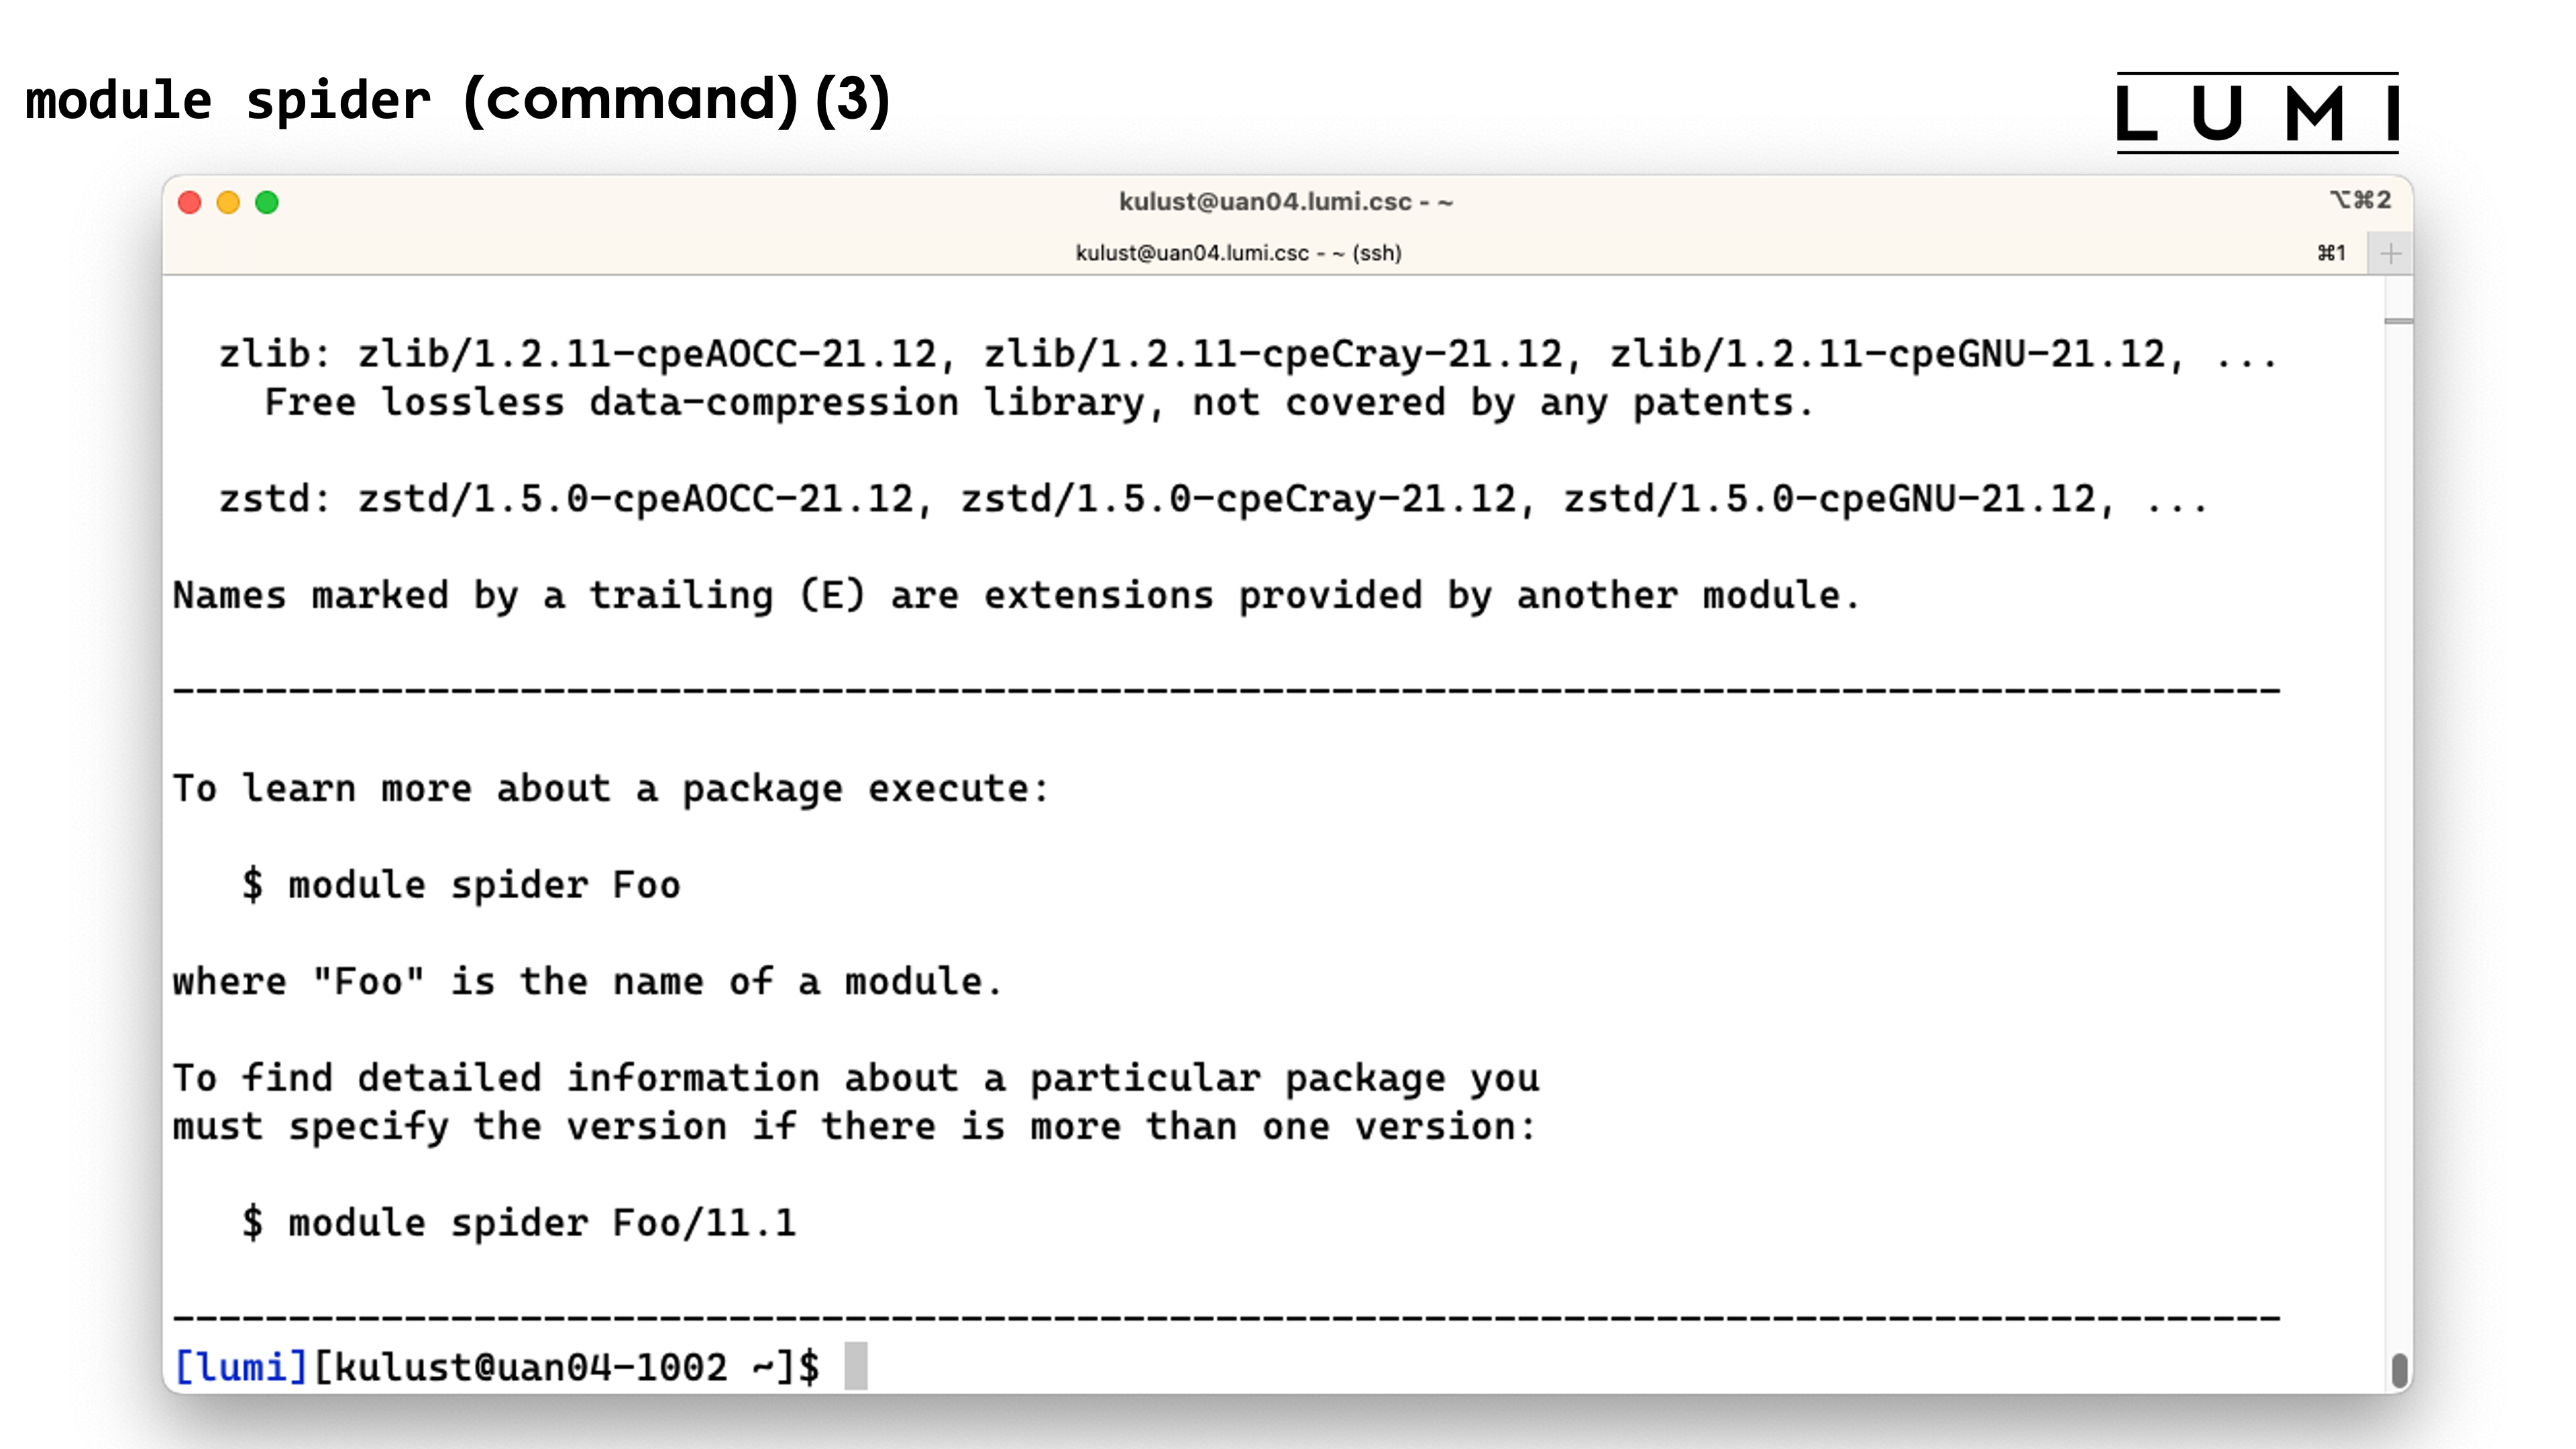 module spider (command) (3)
LUMI
kulust@uan04.lumi.csc - ~
⌥⌘2
kulust@uan04.lumi.csc - ~ (ssh)
⌘1
zlib: zlib/1.2.11-cpeAOCC-21.12, zlib/1.2.11-cpeCray-21.12, zlib/1.2.11-cpeGNU-21.12, ...
Free lossless data-compression library, not covered by any patents.
zstd: zstd/1.5.0-cpeAOCC-21.12, zstd/1.5.0-cpeCray-21.12, zstd/1.5.0-cpeGNU-21.12, ...
Names marked by a trailing (E) are extensions provided by another module.
-------------------------------------------------------------------------------------------
To learn more about a package execute:
$ module spider Foo
where "Foo" is the name of a module.
To find detailed information about a particular package you
must specify the version if there is more than one version:
$ module spider Foo/11.1
-------------------------------------------------------------------------------------------
[lumi][kulust@uan04-1002 ~]$